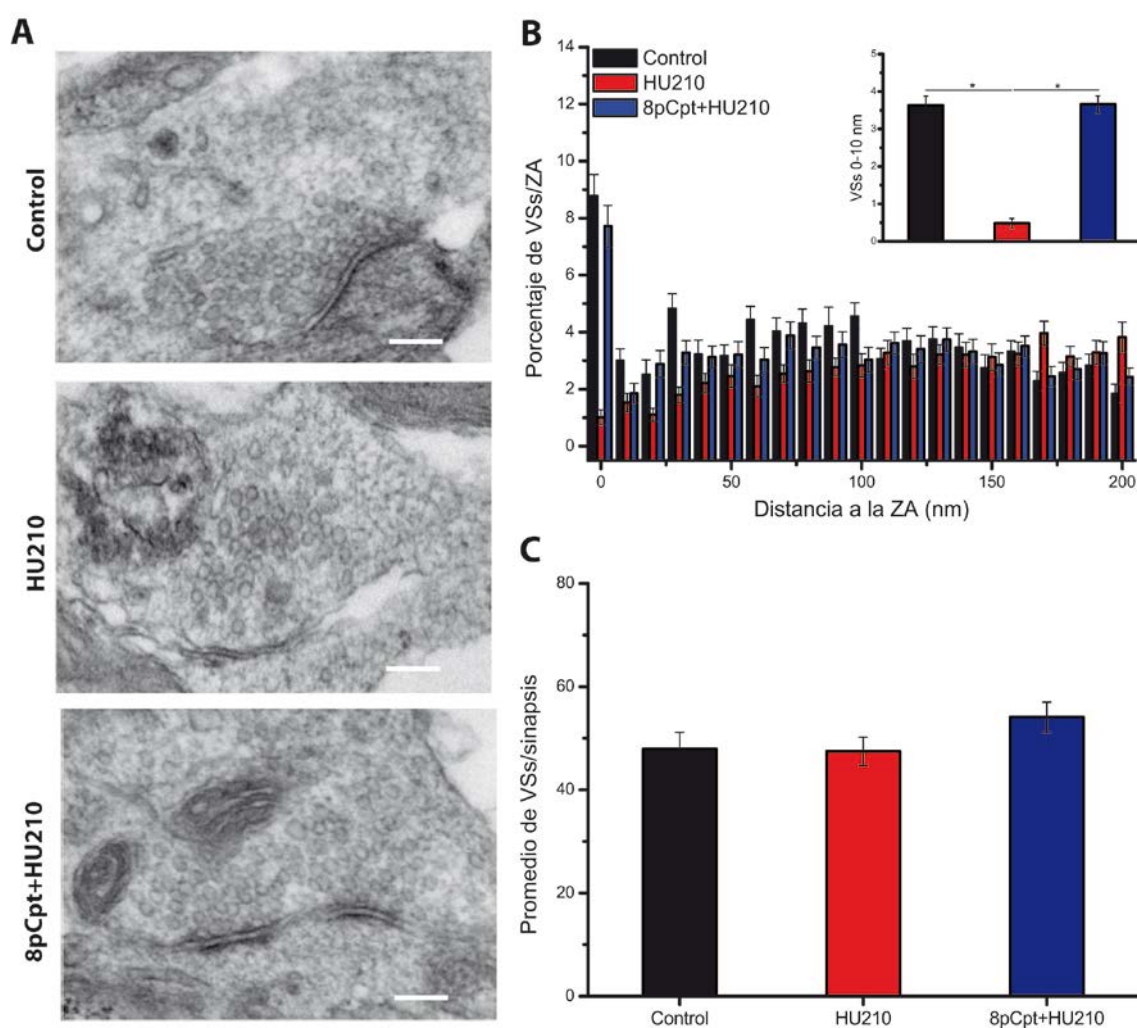 A
Control
HU210
8pCpt+HU210
B
Control
HU210
8pCpt+HU210
Porcentaje de VSs/ZA
14
12
10
8
6
4
2
0
0
50
100
150
200
Distancia a la ZA (nm)
VSs 0-10 nm
5
4
3
2
1
0
*
*
C
Promedio de VSs/sinapsis
80
60
40
20
0
Control
HU210
8pCpt+HU210